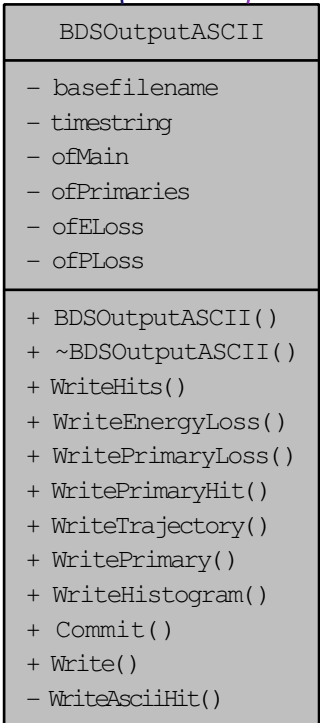 BDSOutputASCII
- basefilename
- timestring
- ofMain
- ofPrimaries
- ofELoss
- ofPLoss
+ BDSOutputASCII()
+ ~BDSOutputASCII()
+ WriteHits()
+ WriteEnergyLoss()
+ WritePrimaryLoss()
+ WritePrimaryHit()
+ WriteTrajectory()
+ WritePrimary()
+ WriteHistogram()
+ Commit()
+ Write()
- WriteAsciiHit()